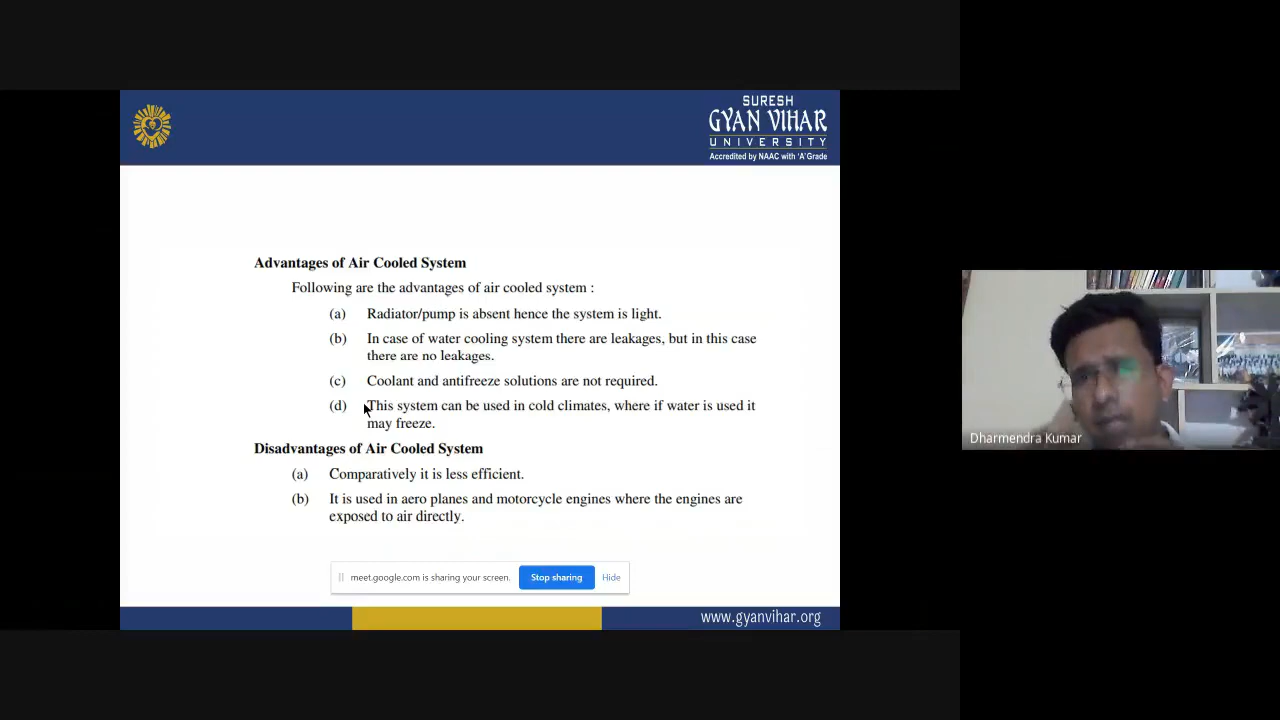 SURESH
GYAN VIHAR
UNIVERSITY
Accredited by NAAC with 'A' Grade
Advantages of Air Cooled System
Following are the advantages of air cooled system :
(a) Radiator/pump is absent hence the system is light.
(b) In case of water cooling system there are leakages, but in this case
there are no leakages.
(c) Coolant and antifreeze solutions are not required.
(d) This system can be used in cold climates, where if water is used it
may freeze.
Disadvantages of Air Cooled System
(a) Comparatively it is less efficient.
(b) It is used in aero planes and motorcycle engines where the engines are
exposed to air directly.
meet.google.com is sharing your screen. Stop sharing Hide
www.gyanvihar.org
Dharmendra Kumar